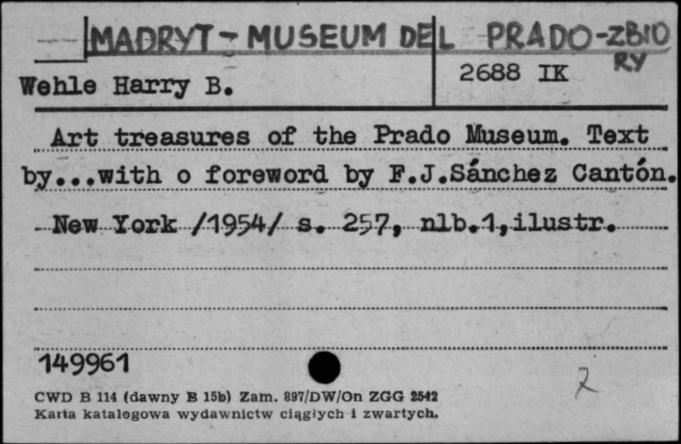 MADRYT - MUSEUM DEL PRADO - ZBIORY
Wehle Harry B.
2688 IK
Art treasures of the Prado Museum. Text
by...with o foreword by F.J.Sánchez Cantón.
New York /1954/ s. 257, nlb.1,ilustr.
149961
CWD B 114 (dawny B 15b) Zam. 897/DW/On ZGG 2542
Karta katalogowa wydawnictw ciągłych i zwartych.